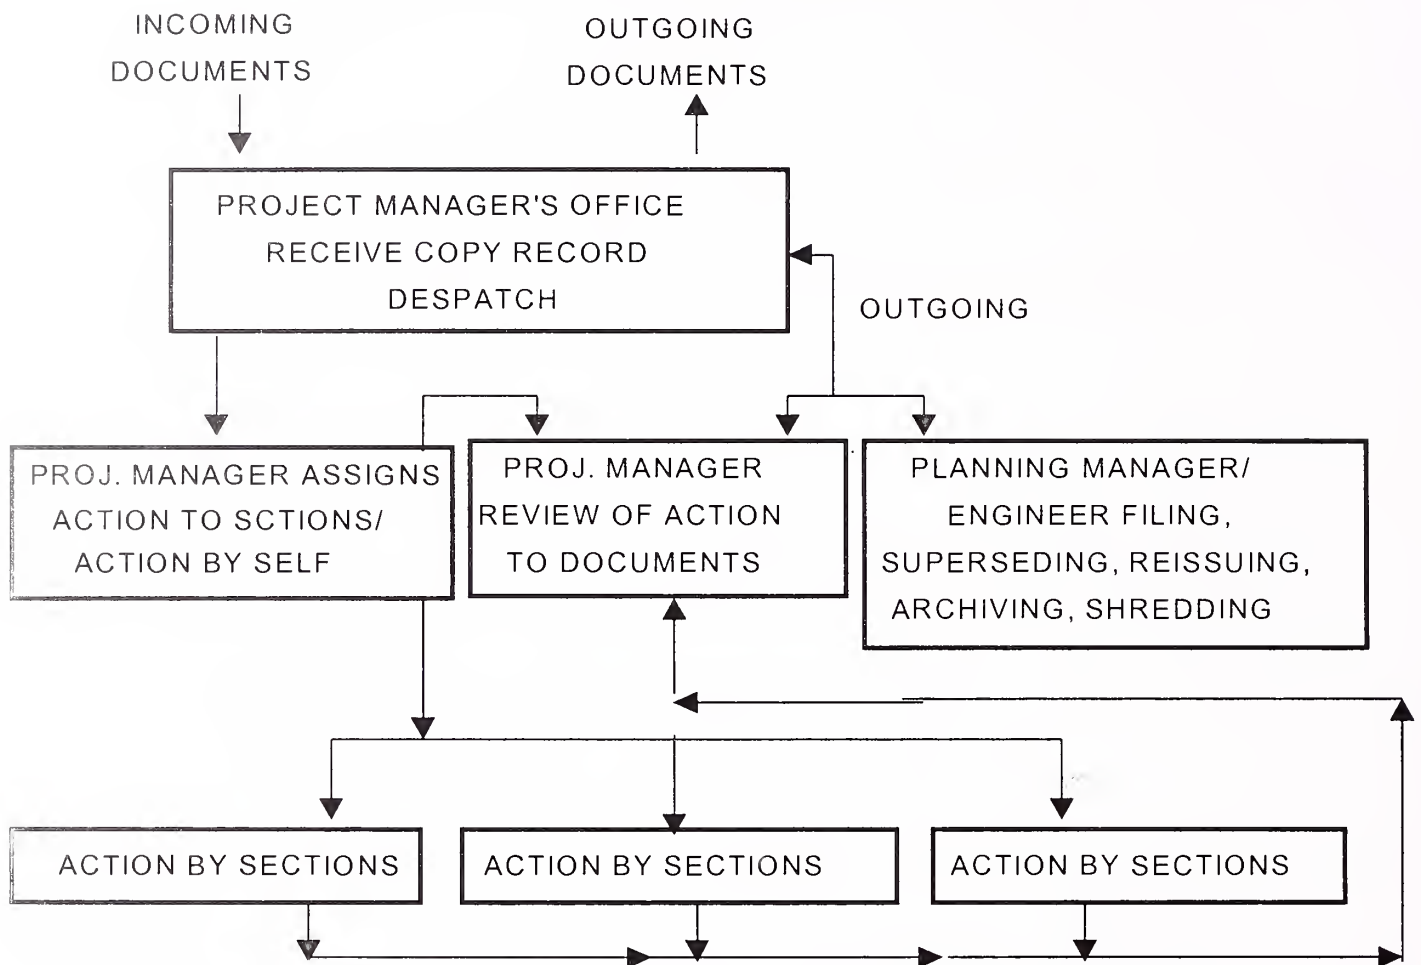 INCOMING
DOCUMENTS
OUTGOING
DOCUMENTS
PROJECT MANAGER'S OFFICE
RECEIVE COPY RECORD
DESPATCH
OUTGOING
PROJ. MANAGER ASSIGNS
ACTION TO SCTIONS/
ACTION BY SELF
PROJ. MANAGER
REVIEW OF ACTION
TO DOCUMENTS
PLANNING MANAGER/
ENGINEER FILING,
SUPERSEDING, REISSUING,
ARCHIVING, SHREDDING
ACTION BY SECTIONS
ACTION BY SECTIONS
ACTION BY SECTIONS